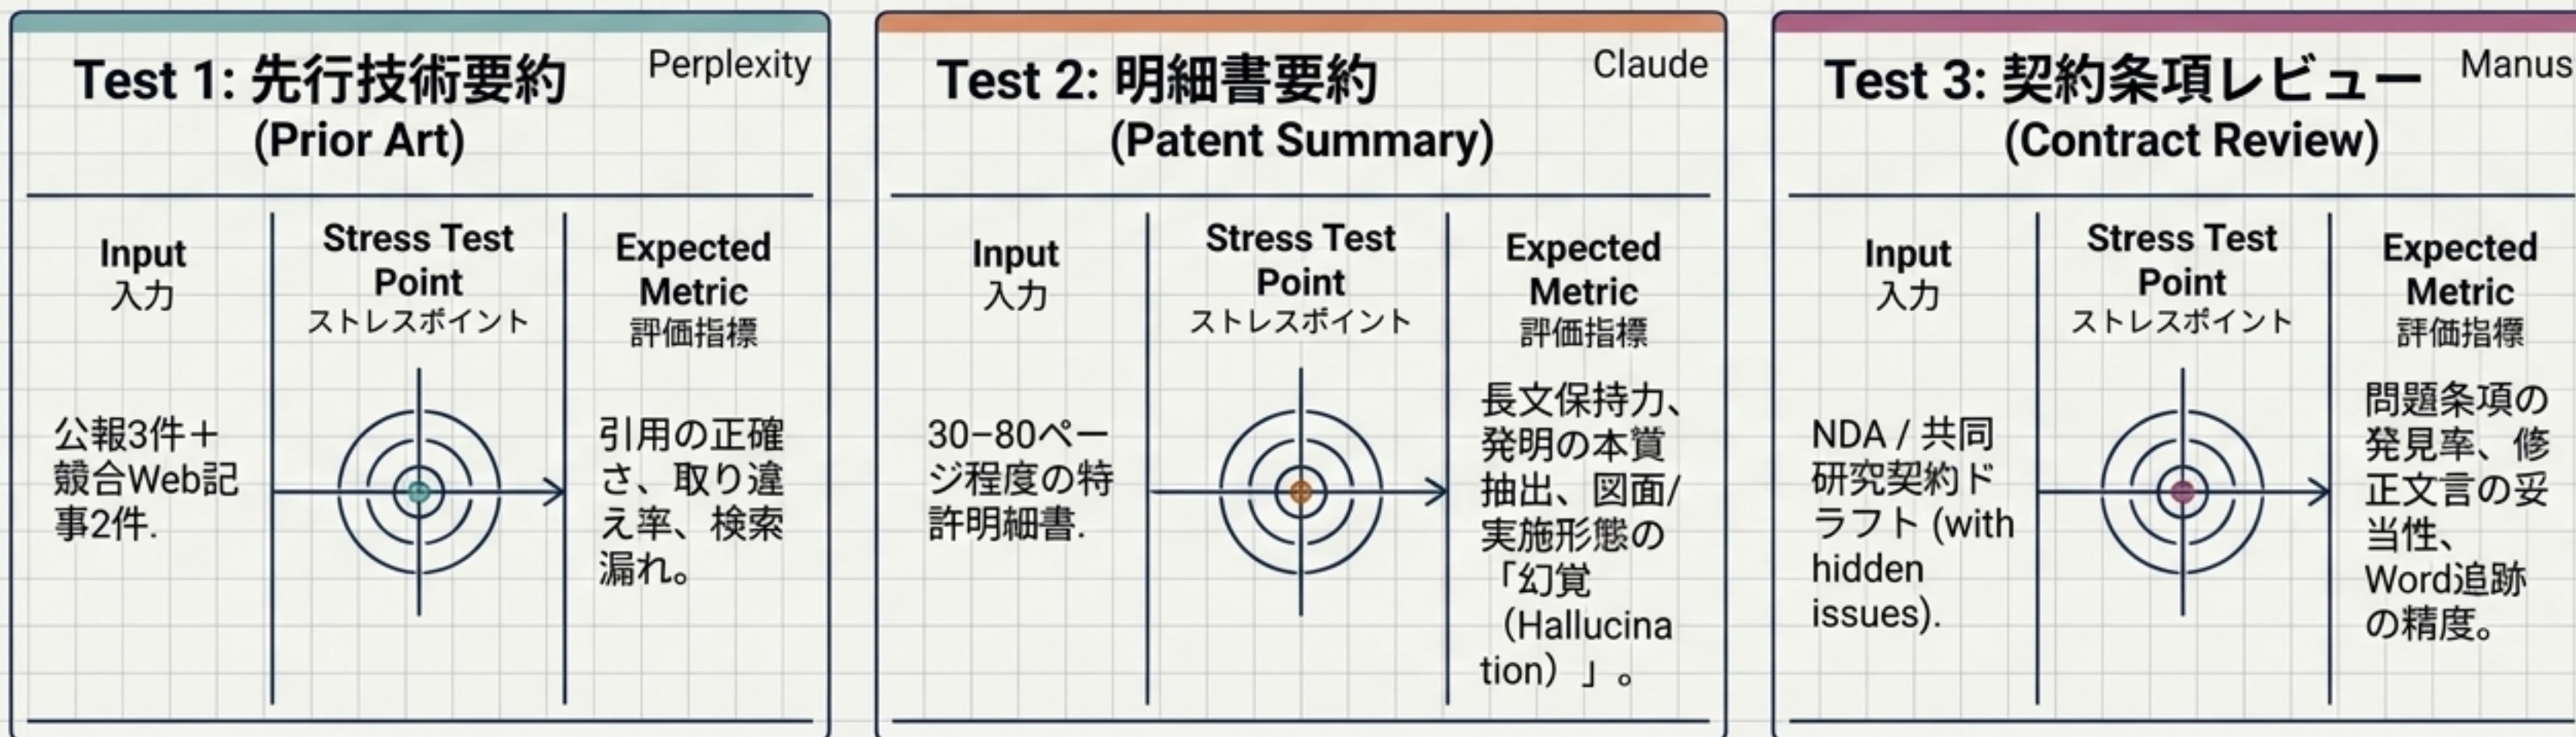 Test 1: 先行技術要約
(Prior Art)
Perplexity
Input
入力
Stress Test
Point
ストレスポイント
Expected
Metric
評価指標
公報3件＋
競合Web記
事2件.
引用の正確
さ、取り違
え率、検索
漏れ。
Test 2: 明細書要約
(Patent Summary)
Claude
Input
入力
Stress Test
Point
ストレスポイント
Expected
Metric
評価指標
30–80ペー
ジ程度の特
許明細書.
長文保持力、
発明の本質
抽出、図面/
実施形態の
「幻覚
（Hallucina
tion）」。
Test 3: 契約条項レビュー
(Contract Review)
Manus
Input
入力
Stress Test
Point
ストレスポイント
Expected
Metric
評価指標
NDA / 共同
研究契約ド
ラフト (with
hidden
issues).
問題条項の
発見率、修
正文言の妥
当性、
Word追跡
の精度。